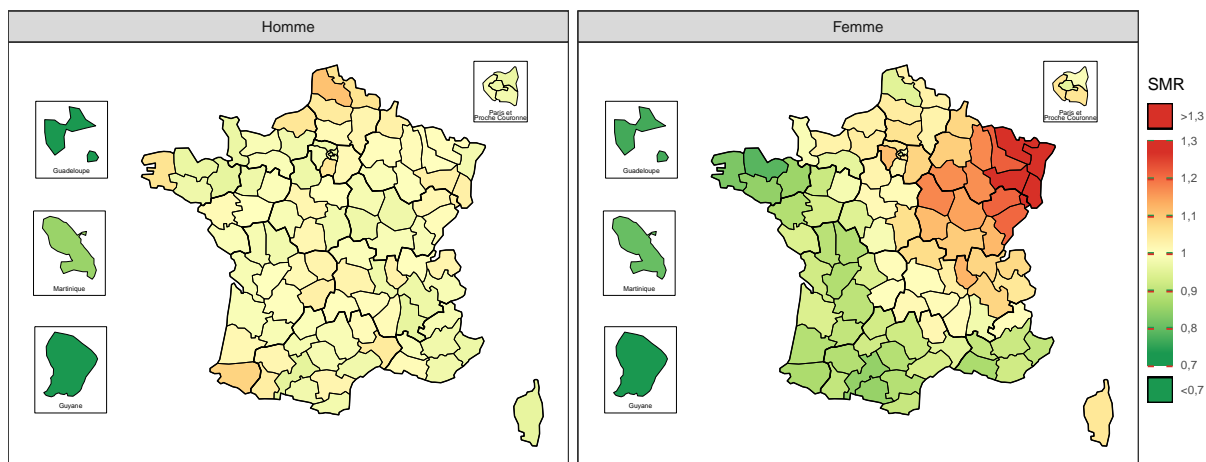 Homme
Guadeloupe
Martinique
Guyane
Paris et
Proche Couronne
Femme
Guadeloupe
Martinique
Guyane
Paris et
Proche Couronne
SMR
>1,3
1,3
1,2
1,1
1
0,9
0,8
0,7
<0,7